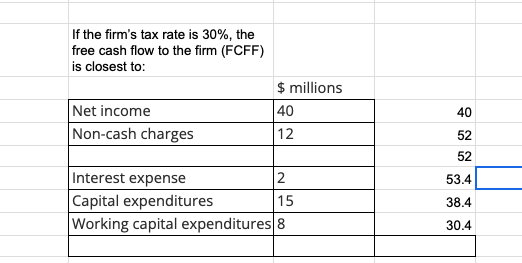 If the firm's tax rate is 30%, the
free cash flow to the firm (FCFF)
is closest to:
$ millions
Net income 40 40
Non-cash charges 12 52
52
Interest expense 2 53.4
Capital expenditures 15 38.4
Working capital expenditures 8 30.4